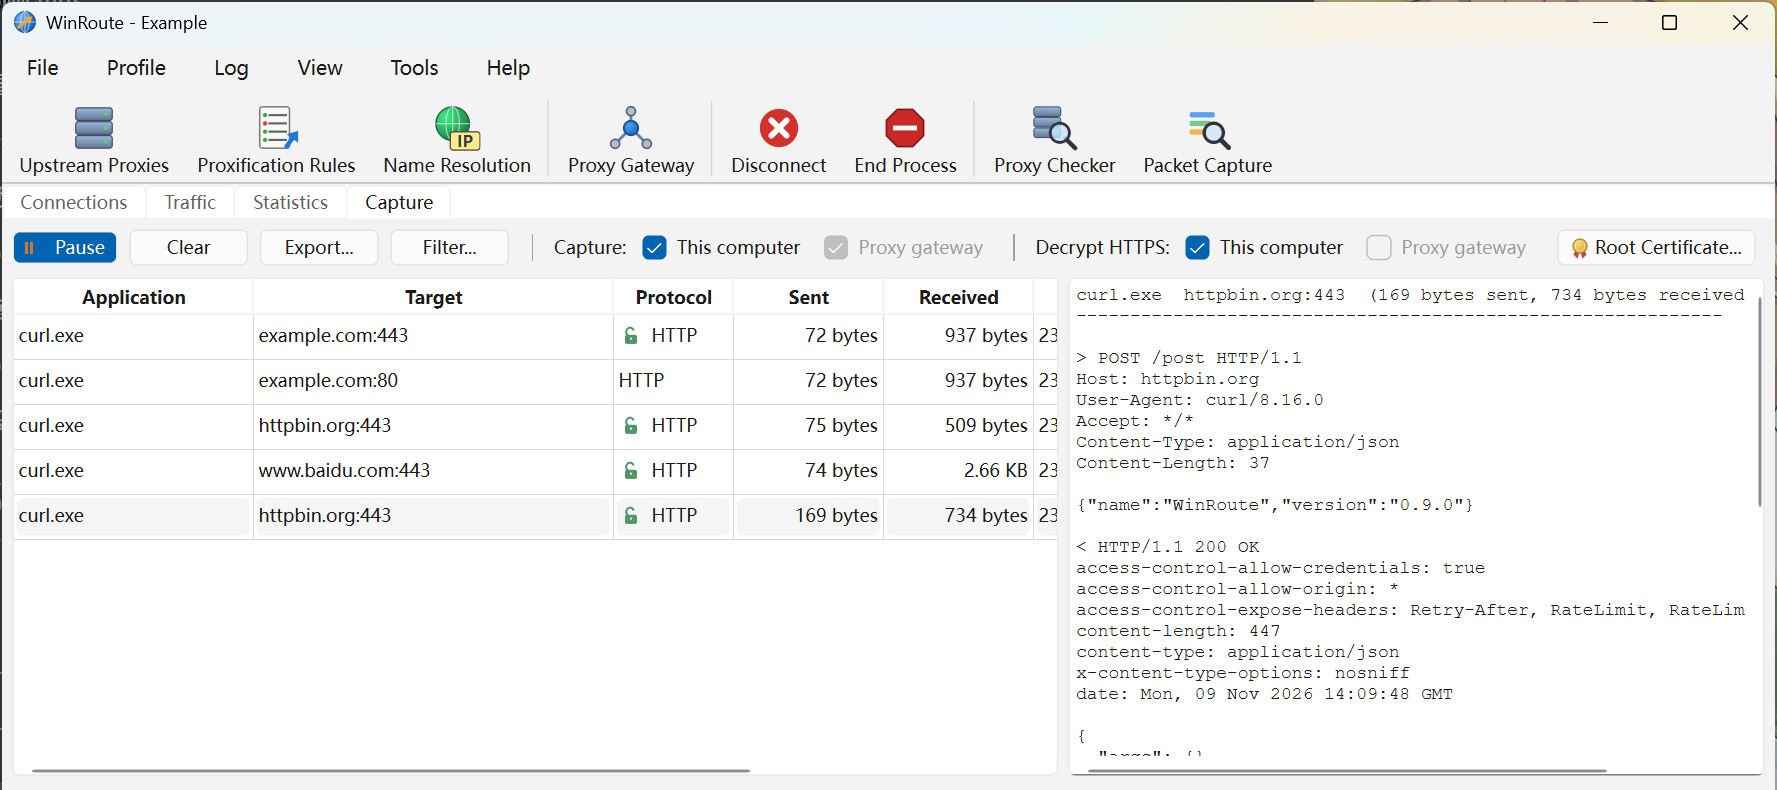 WinRoute - Example
File Profile Log View Tools Help
Upstream Proxies Proxification Rules Name Resolution Proxy Gateway Disconnect End Process Proxy Checker Packet Capture
IP
Connections Traffic Statistics Capture
Pause Clear Export... Filter... Capture: This computer Proxy gateway Decrypt HTTPS: This computer Proxy gateway Root Certificate...
Application Target Protocol Sent Received
curl.exe example.com:443 HTTP 72 bytes 937 bytes 23
curl.exe example.com:80 HTTP 72 bytes 937 bytes 23
curl.exe httpbin.org:443 HTTP 75 bytes 509 bytes 23
curl.exe www.baidu.com:443 HTTP 74 bytes 2.66 KB 23
curl.exe httpbin.org:443 HTTP 169 bytes 734 bytes 23
curl.exe  httpbin.org:443  (169 bytes sent, 734 bytes received
------------------------------------------------------------
> POST /post HTTP/1.1
Host: httpbin.org
User-Agent: curl/8.16.0
Accept: */*
Content-Type: application/json
Content-Length: 37
{"name":"WinRoute","version":"0.9.0"}
< HTTP/1.1 200 OK
access-control-allow-credentials: true
access-control-allow-origin: *
access-control-expose-headers: Retry-After, RateLimit, RateLim
content-length: 447
content-type: application/json
x-content-type-options: nosniff
date: Mon, 09 Nov 2026 14:09:48 GMT
{
"args": {}